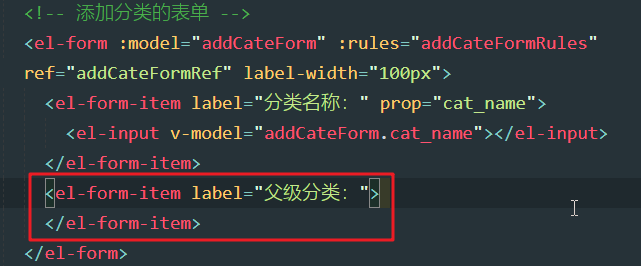 <!-- 添加分类的表单 -->
<el-form :model="addCateForm" :rules="addCateFormRules"
ref="addCateFormRef" label-width="100px">
<el-form-item label="分类名称：" prop="cat_name">
<el-input v-model="addCateForm.cat_name"></el-input>
</el-form-item>
<el-form-item label="父级分类：">
</el-form-item>
</el-form>